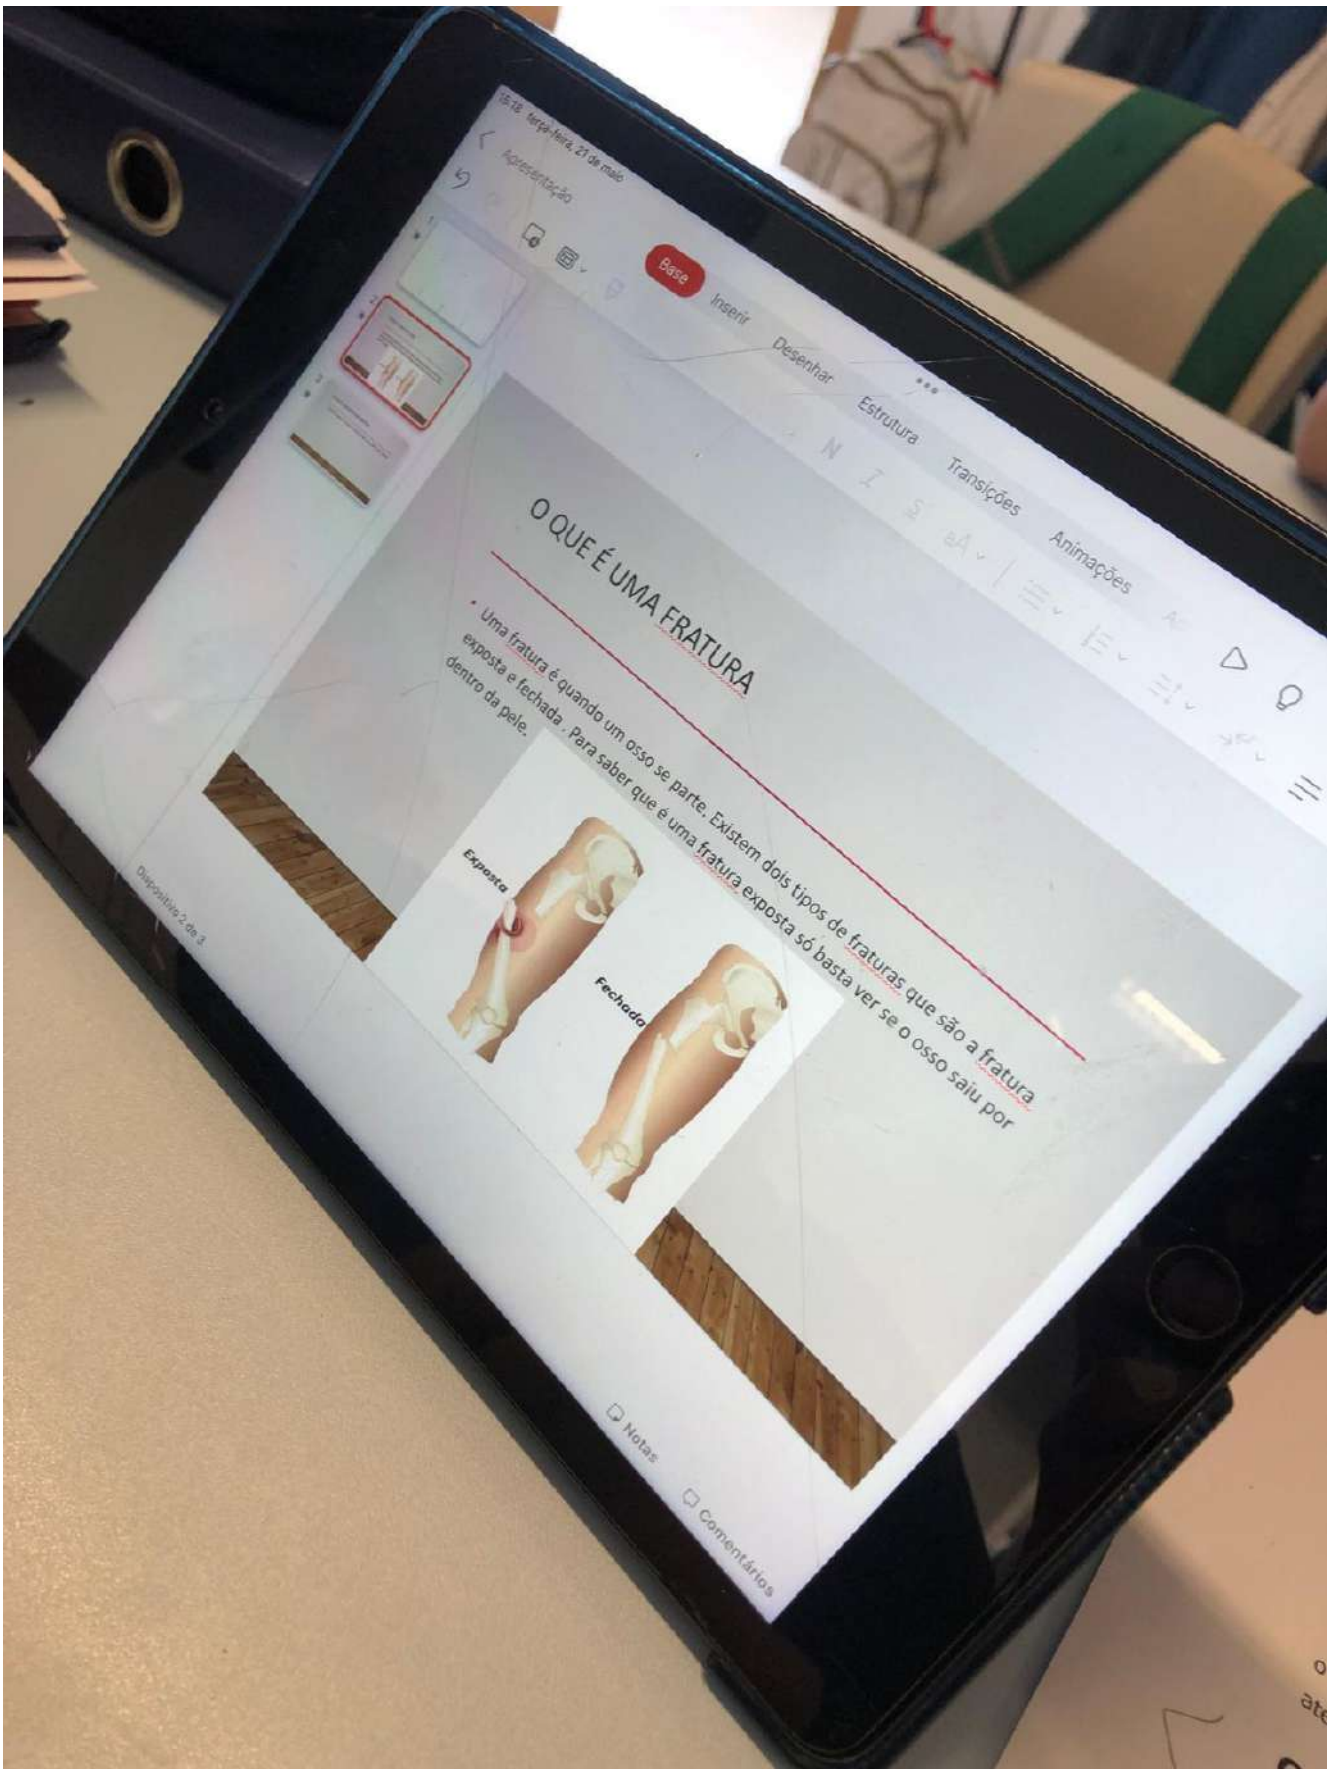 15:18 terça-feira, 21 de maio
Apresentação
Base Inserir Desenhar Estrutura Transições Animações
N I S
1
2
3
O QUE É UMA FRATURA
• Uma fratura é quando um osso se parte. Existem dois tipos de fraturas que são a fratura
exposta e fechada . Para saber que é uma fratura exposta só basta ver se o osso saiu por
dentro da pele.
Exposta
Fechada
Diapositivo 2 de 3
Notas
Comentários